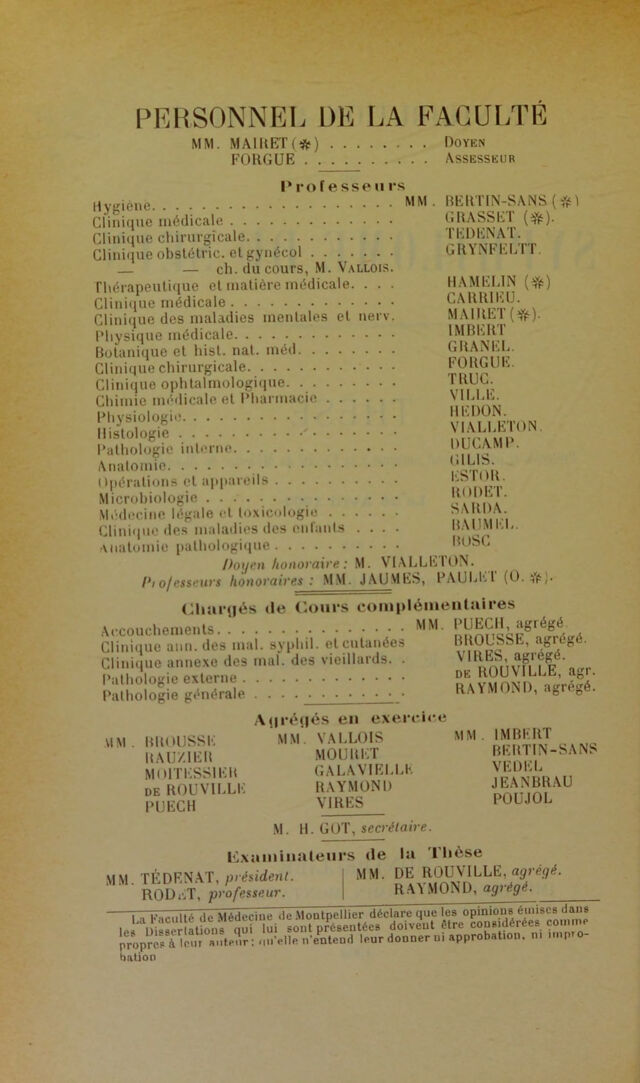 PERSONNEL DE LA FACULTÉ
MM. MAIRET (✻) . . . . . . . . DOYEN
FORGUE . . . . . . . . . . ASSESSEUR
Professeurs
Hygiène. . . . . . . . . . . . . . . . . . MM. BERTIN-SANS (✻)
Clinique médicale . . . . . . . . . . . . . GRASSET (✻).
Clinique chirurgicale. . . . . . . . . . . . TEDENAT.
Clinique obstétric. et gynécol . . . . . . . GRYNFELTT.
— — ch. du cours, M. VALLOIS.
Thérapeutique et matière médicale. . . . HAMELIN (✻)
Clinique médicale . . . . . . . . . . . . . CARRIEU.
Clinique des maladies mentales et nerv. MAIRET (✻).
Physique médicale. . . . . . . . . . . . . IMBERT
Botanique et hist. nat. méd. . . . . . . . GRANEL.
Clinique chirurgicale. . . . . . . . . . . . FORGUE.
Clinique ophtalmologique. . . . . . . . . TRUC.
Chimie médicale et Pharmacie . . . . . . VILLE.
Physiologie. . . . . . . . . . . . . . . . . HEDON.
Histologie . . . . . . . . . . . . . . . . . VIALLETON.
Pathologie interne. . . . . . . . . . . . . DUCAMP.
Anatomie. . . . . . . . . . . . . . . . . . GILIS.
Opérations et appareils . . . . . . . . . . ESTOR.
Microbiologie . . . . . . . . . . . . . . . RODET.
Médecine légale et toxicologie . . . . . . SARDA.
Clinique des maladies des enfants . . . . BAUMEL.
Anatomie pathologique . . . . . . . . . . BOSC
Doyen honoraire : M. VIALLETON.
Professeurs honoraires : MM. JAUMES, PAULET (O. ✻).
Chargés de Cours complémentaires
Accouchements. . . . . . . . . . . . . . . MM. PUECH, agrégé
Clinique ann. des mal. syphil. et cutanées BROUSSE, agrégé.
Clinique annexe des mal. des vieillards. . VIRES, agrégé.
Pathologie externe . . . . . . . . . . . . DE ROUVILLE, agr.
Pathologie générale . . . . . . . . . . . RAYMOND, agrégé.
Agrégés en exercice
MM. BROUSSE MM. VALLOIS MM. IMBERT
RAUZIER MOURET BERTIN-SANS
MOITESSIER GALAVIELLE VEDEL
DE ROUVILLE RAYMOND JEANBRAU
PUECH VIRES POUJOL
M. H. GOT, secrétaire.
Examinateurs de la Thèse
MM. TÉDENAT, président. MM. DE ROUVILLE, agrégé.
RODET, professeur. RAYMOND, agrégé.
La Faculté de Médecine de Montpellier déclare que les opinions émises dans
les Dissertations qui lui sont présentées doivent être considérées comme
propres à leur auteur; qu'elle n'entend leur donner ni approbation, ni impro-
bation